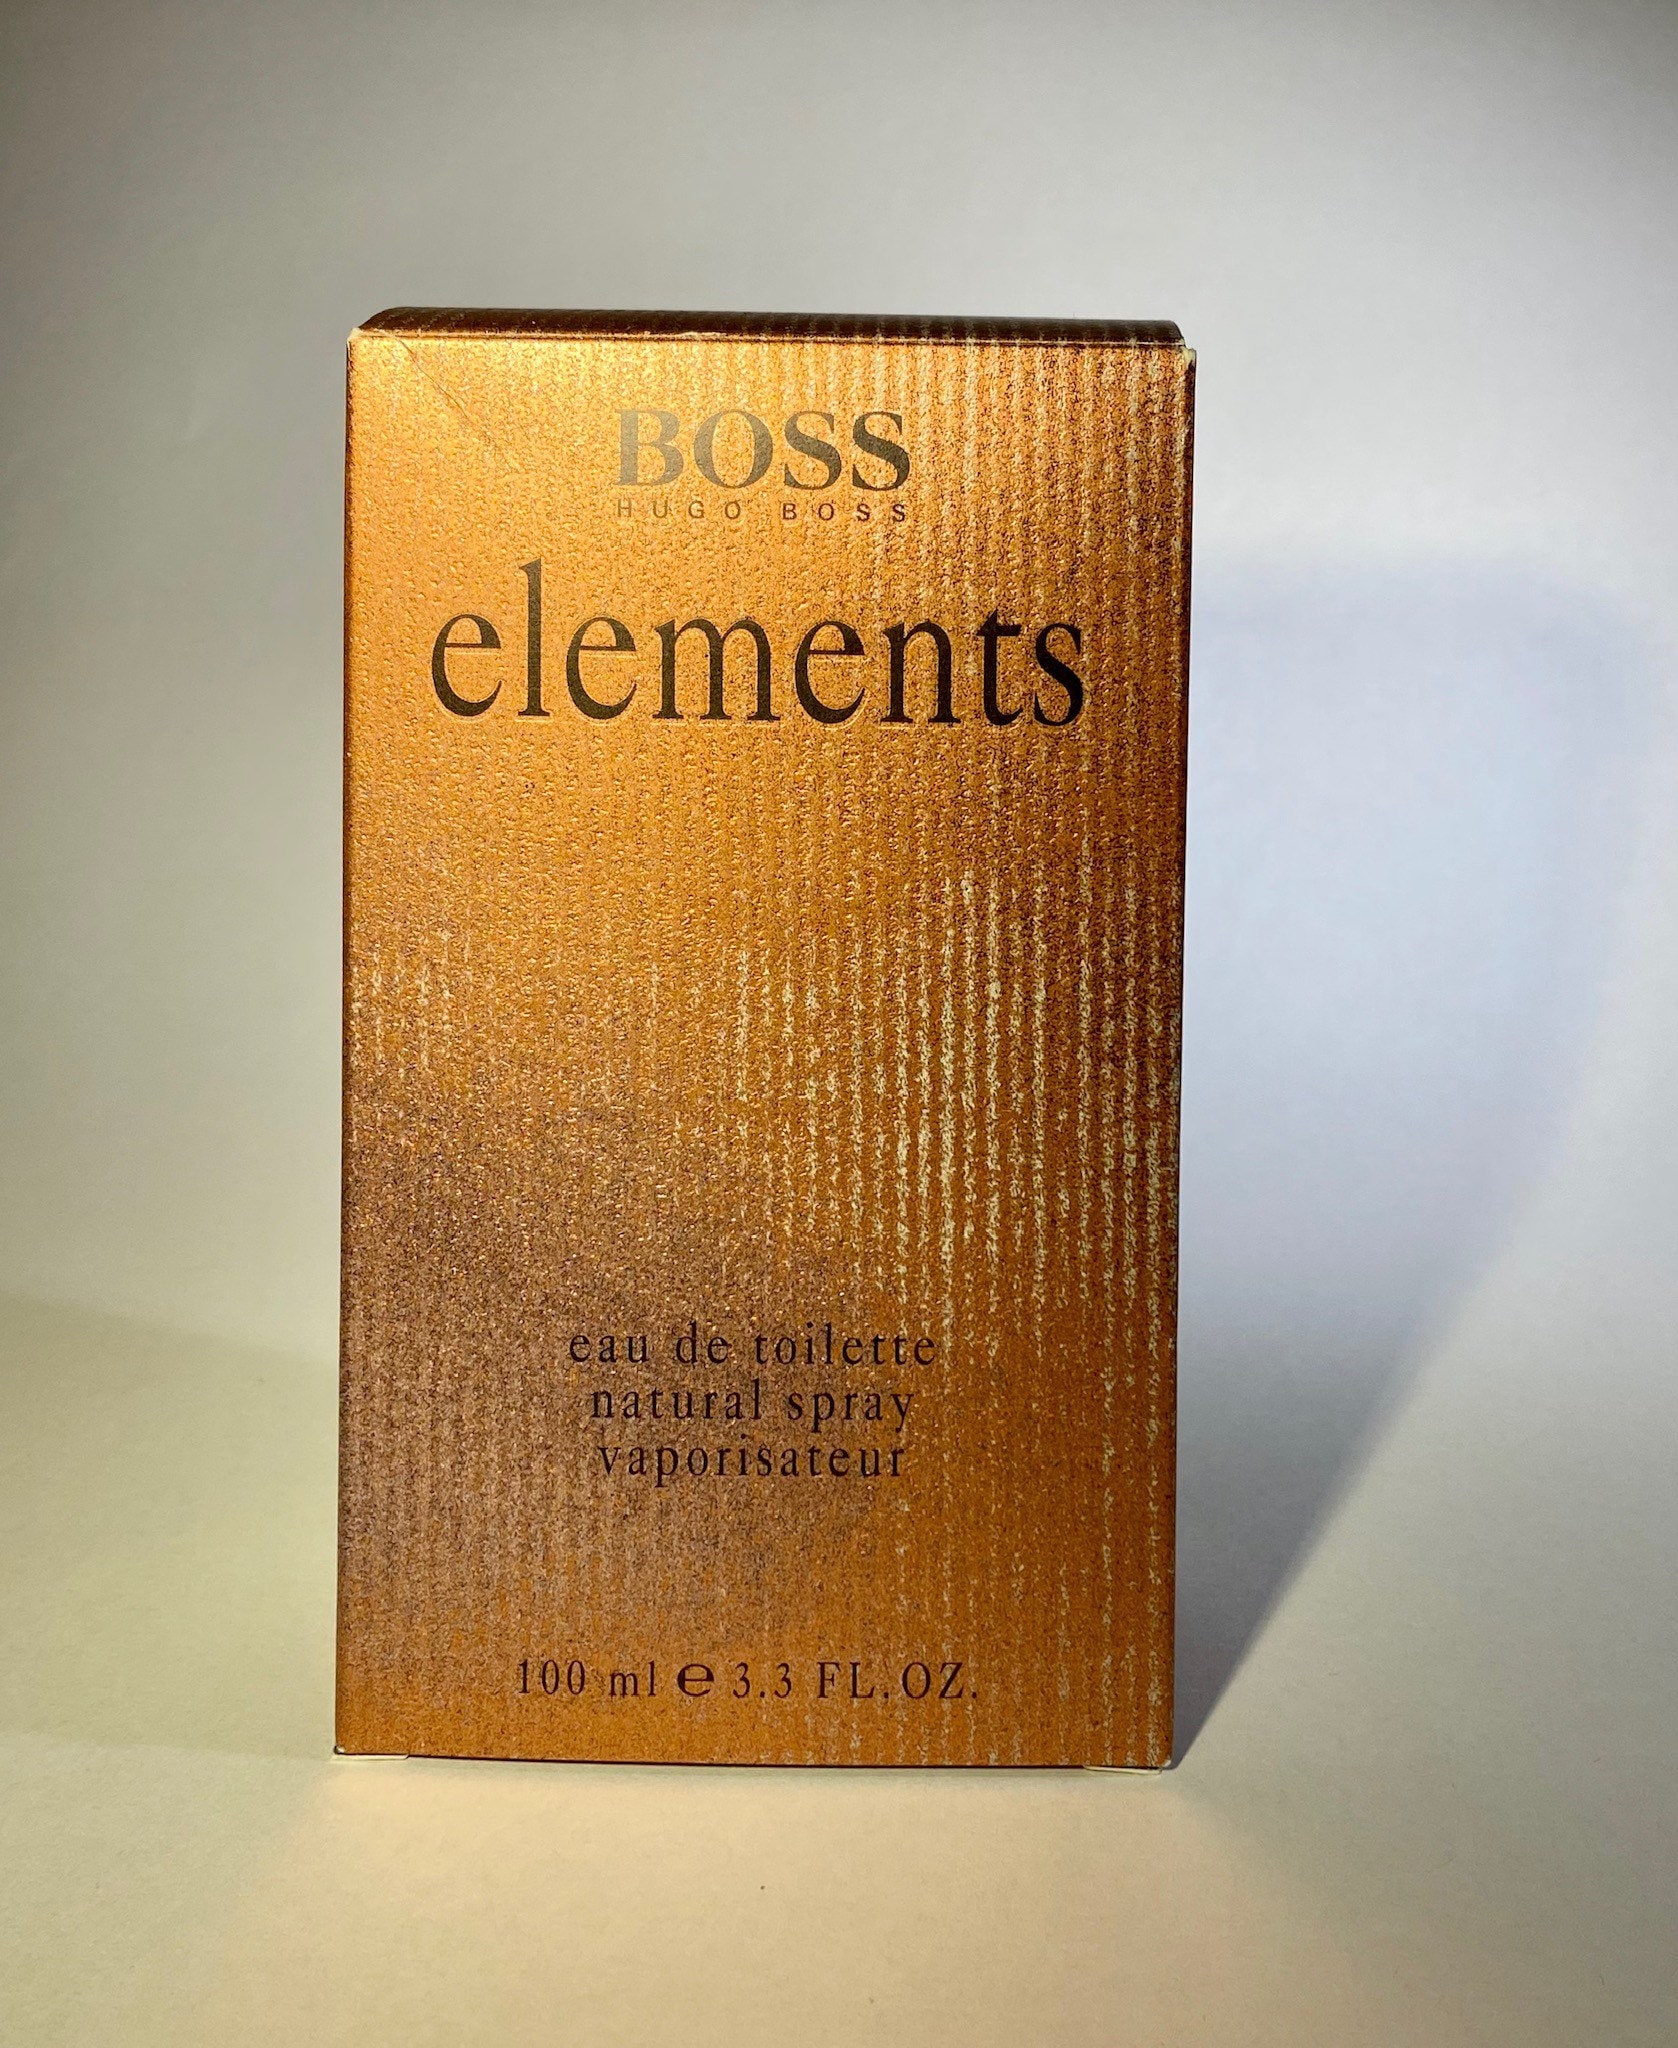 BOSS
HUGO BOSS
elements
eau de toilette
natural spray
vaporisateur
100 ml ℮ 3.3 FL.OZ.